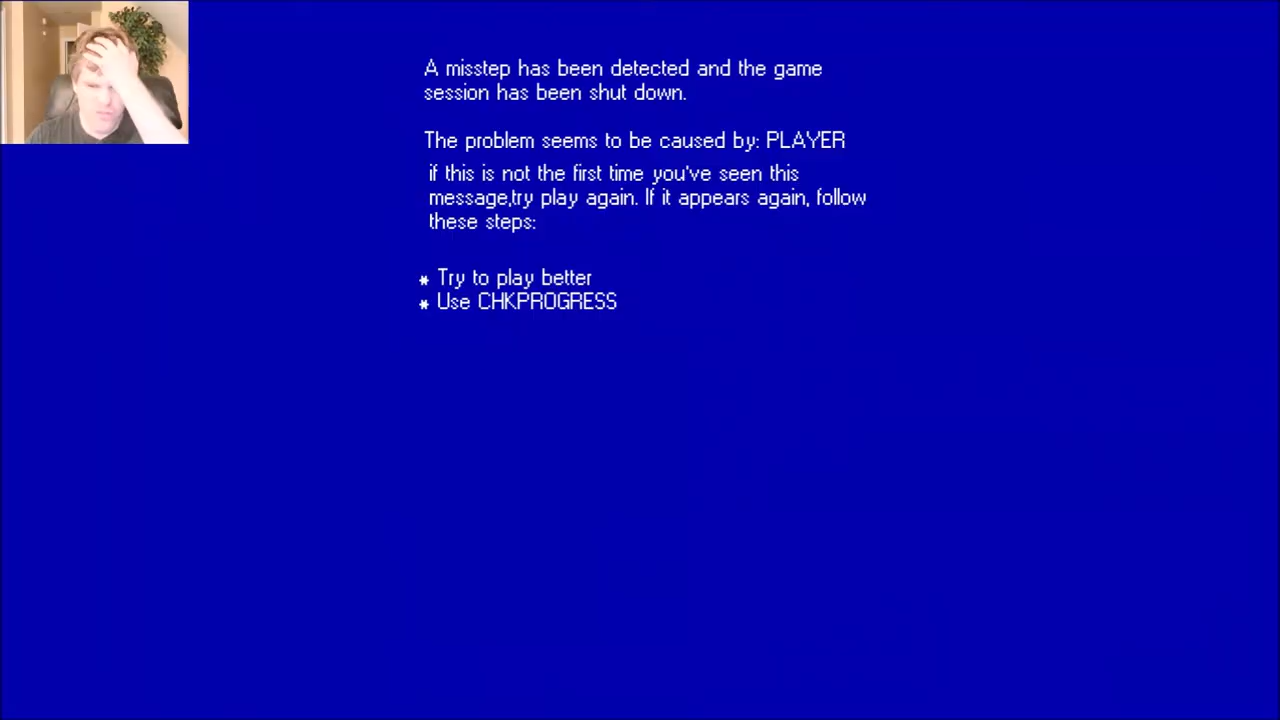 A misstep has been detected and the game
session has been shut down.
The problem seems to be caused by: PLAYER
if this is not the first time you've seen this
message,try play again. If it appears again, follow
these steps:
* Try to play better
* Use CHKPROGRESS